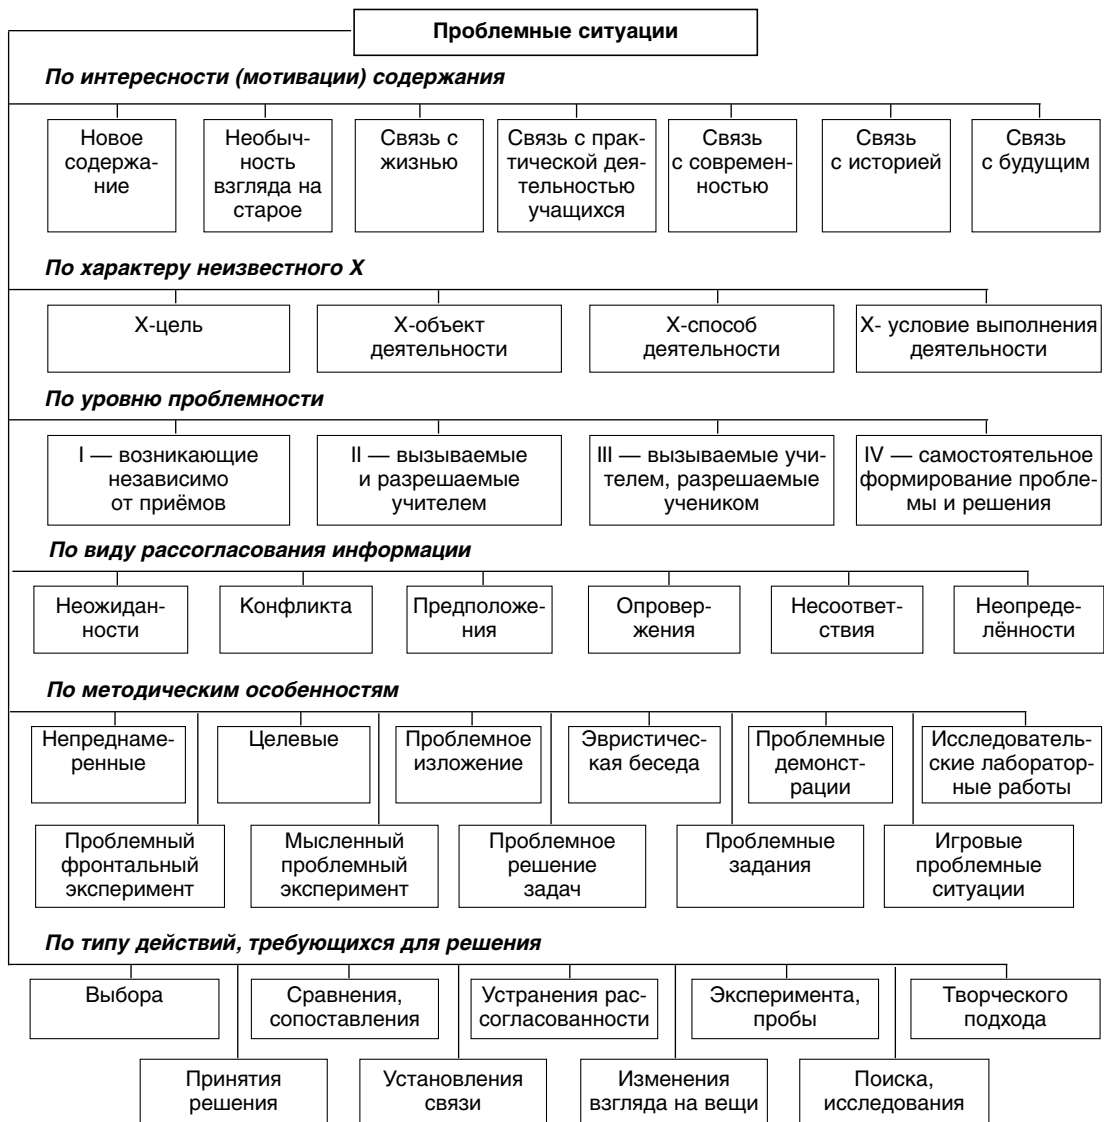 Проблемные ситуации
По интересности (мотивации) содержания
Новое
содержа-
ние
Необыч-
ность
взгляда на
старое
Связь с
жизнью
Связь с прак-
тической дея-
тельностью
учащихся
Связь
с современ-
ностью
Связь
с историей
Связь
с будущим
По характеру неизвестного X
X-цель
X-объект
деятельности
X-способ
деятельности
X- условие выполнения
деятельности
По уровню проблемности
I — возникающие
независимо
от приёмов
II — вызываемые
и разрешаемые
учителем
III — вызываемые учи-
телем, разрешаемые
учеником
IV — самостоятельное
формирование пробле-
мы и решения
По виду рассогласования информации
Неожидан-
ности
Конфликта
Предположе-
ния
Опровер-
жения
Несоответ-
ствия
Неопреде-
лённости
По методическим особенностям
Непреднаме-
ренные
Целевые
Проблемное
изложение
Эвристичес-
кая беседа
Проблемные
демонст-
рации
Исследователь-
ские лаборатор-
ные работы
Проблемный
фронтальный
эксперимент
Мысленный
проблемный
эксперимент
Проблемное
решение
задач
Проблемные
задания
Игровые
проблемные
ситуации
По типу действий, требующихся для решения
Выбора
Сравнения,
сопоставления
Устранения рас-
согласованности
Эксперимента,
пробы
Творческого
подхода
Принятия
решения
Установления
связи
Изменения
взгляда на вещи
Поиска,
исследования